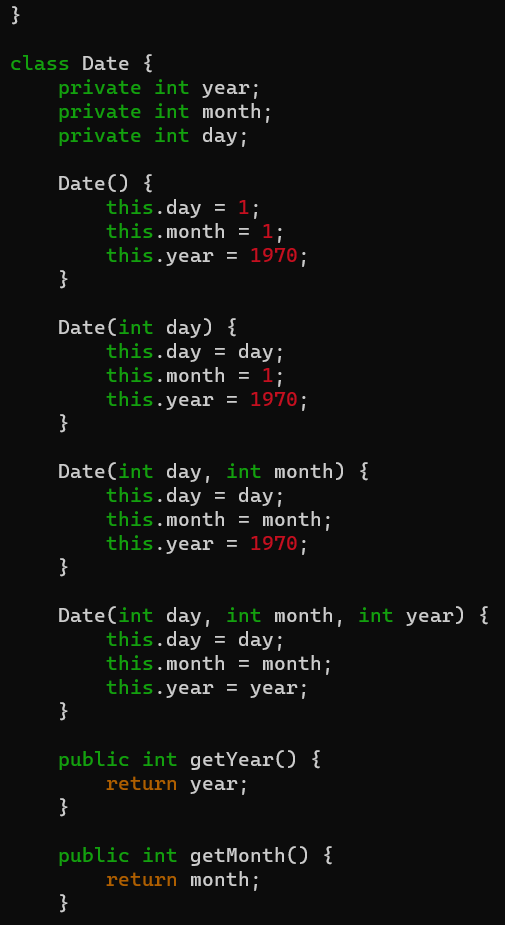 }

class Date {
    private int year;
    private int month;
    private int day;

    Date() {
        this.day = 1;
        this.month = 1;
        this.year = 1970;
    }

    Date(int day) {
        this.day = day;
        this.month = 1;
        this.year = 1970;
    }

    Date(int day, int month) {
        this.day = day;
        this.month = month;
        this.year = 1970;
    }

    Date(int day, int month, int year) {
        this.day = day;
        this.month = month;
        this.year = year;
    }

    public int getYear() {
        return year;
    }

    public int getMonth() {
        return month;
    }